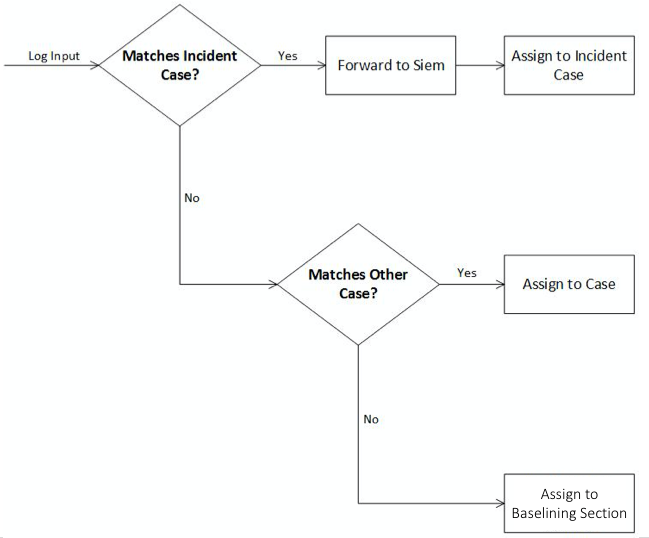 Log Input
Matches Incident
Case?
Yes
Forward to Siem
Assign to Incident
Case
No
Matches Other
Case?
Yes
Assign to Case
No
Assign to
Baselining Section